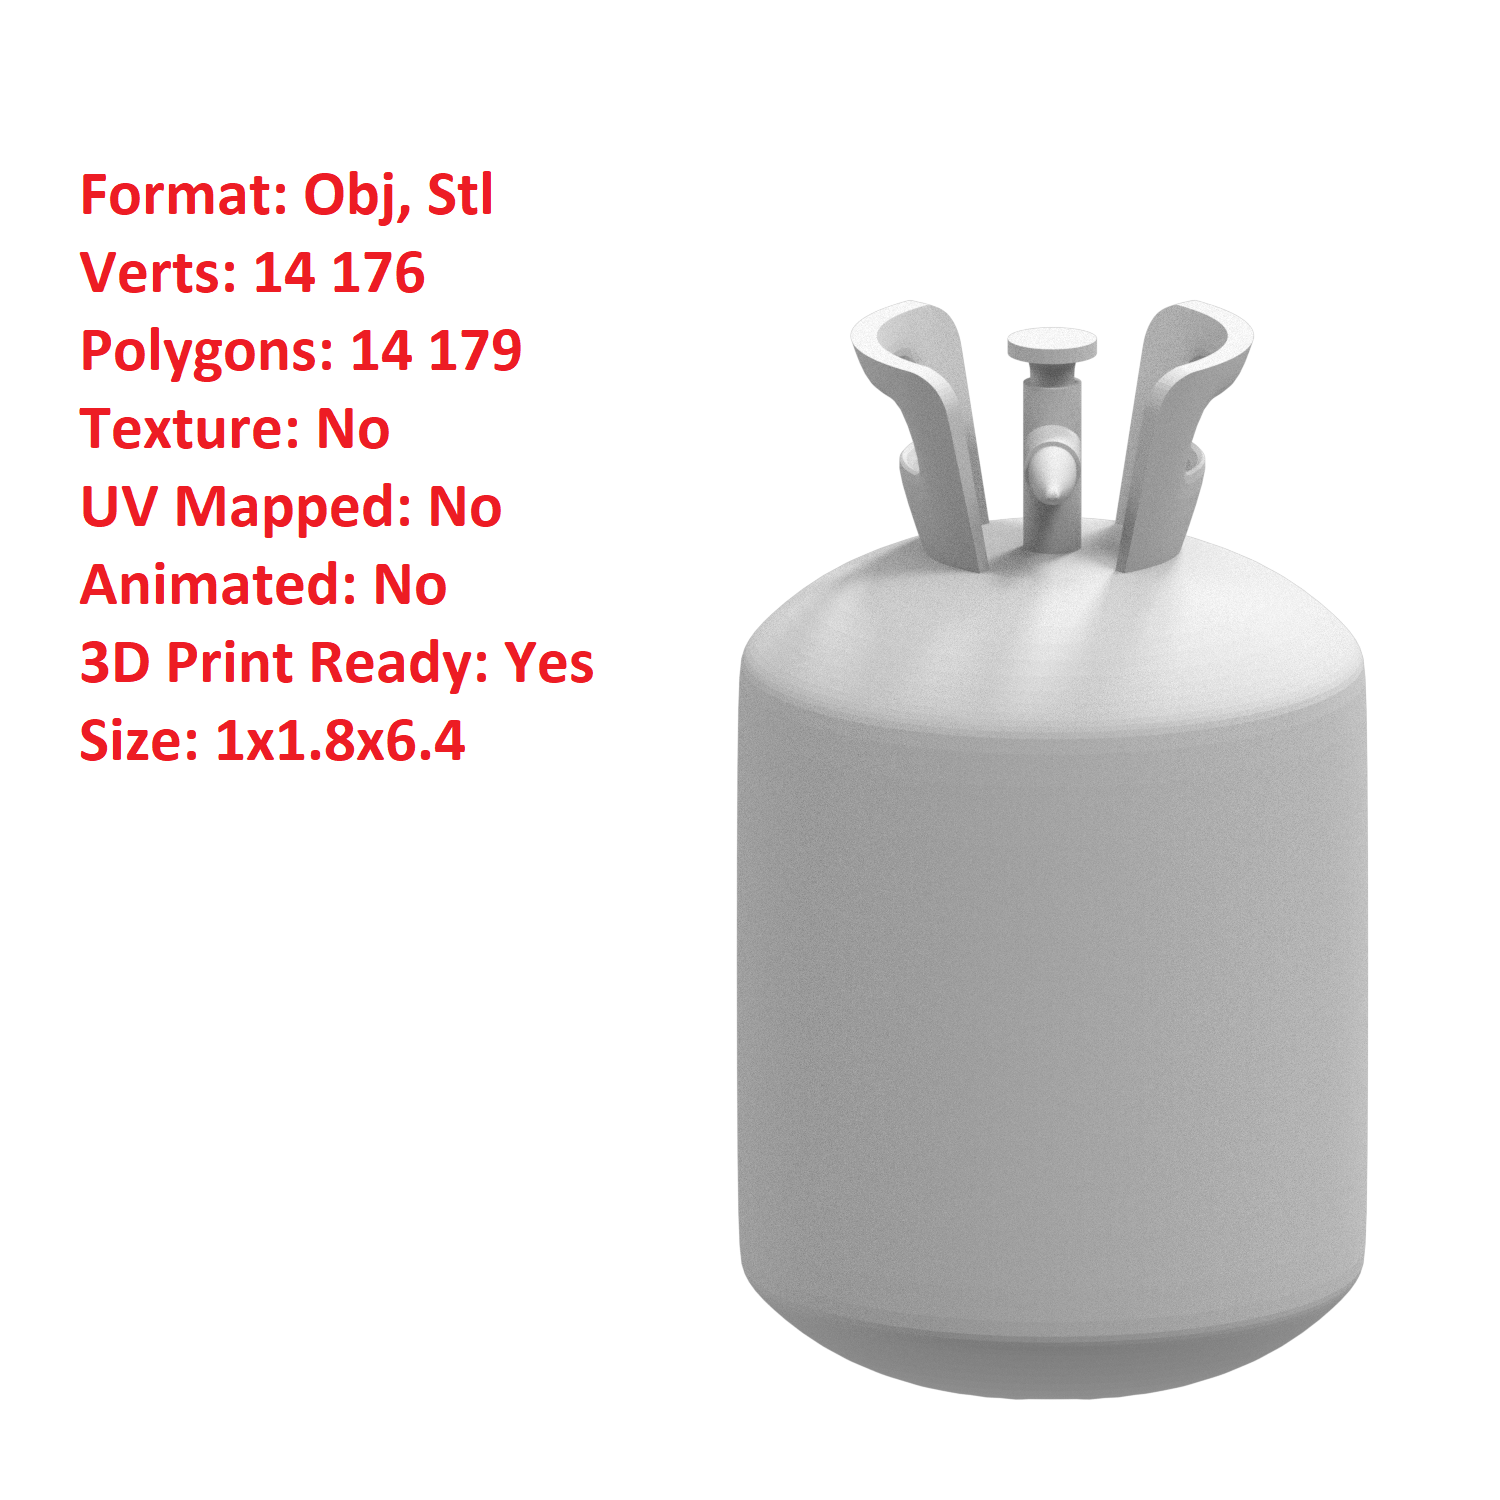 Format: Obj, Stl
Verts: 14 176
Polygons: 14 179
Texture: No
UV Mapped: No
Animated: No
3D Print Ready: Yes
Size: 1x1.8x6.4